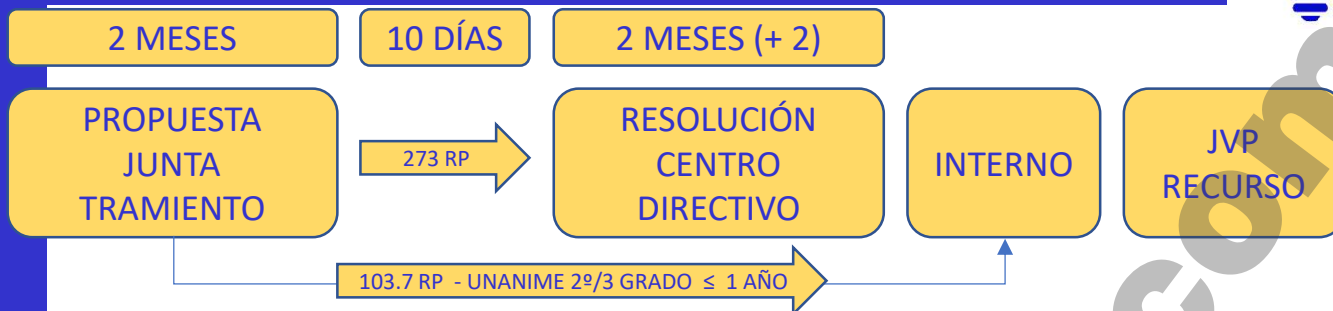 2 MESES
10 DÍAS
2 MESES (+ 2)
PROPUESTA
JUNTA
TRAMIENTO
273 RP
RESOLUCIÓN
CENTRO
DIRECTIVO
INTERNO
JVP
RECURSO
103.7 RP - UNANIME 2º/3 GRADO ≤ 1 AÑO
com